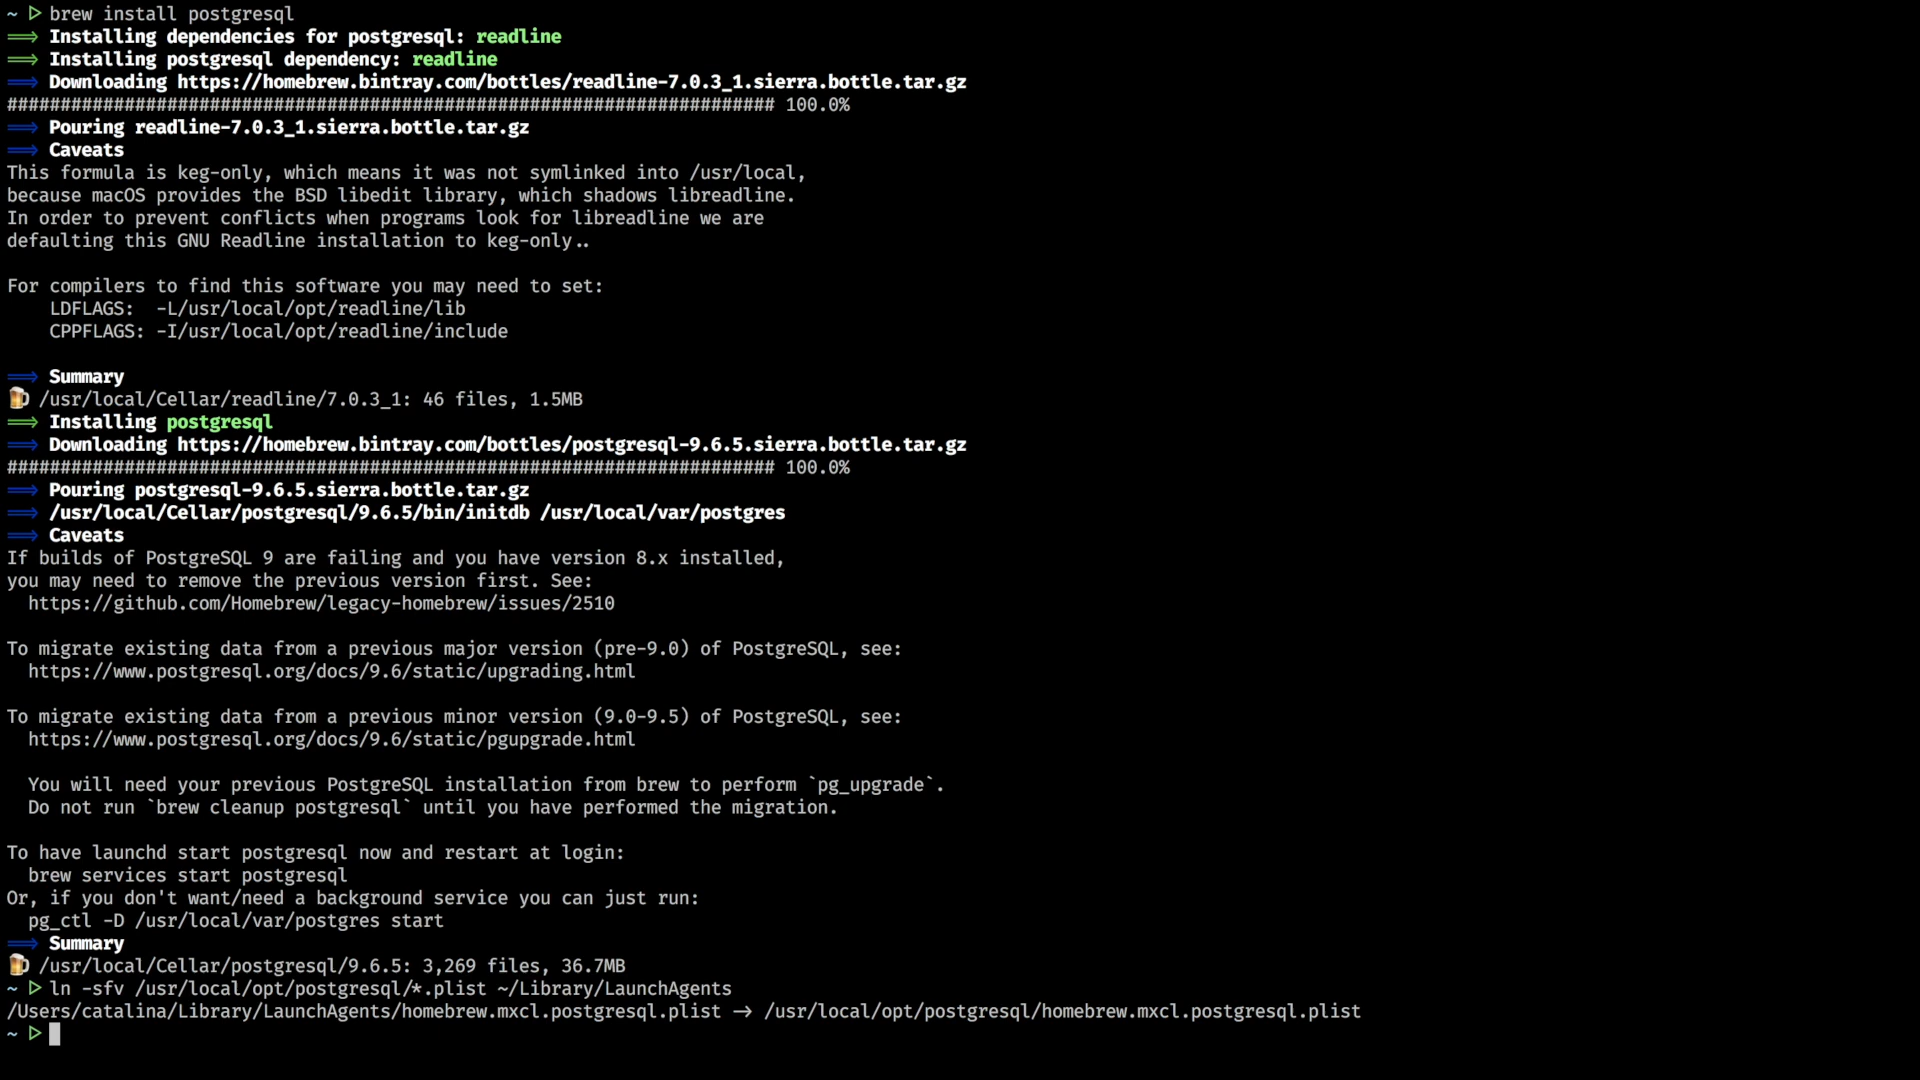 ~ ▷ brew install postgresql
==> Installing dependencies for postgresql: readline
==> Installing postgresql dependency: readline
==> Downloading https://homebrew.bintray.com/bottles/readline-7.0.3_1.sierra.bottle.tar.gz
######################################################################## 100.0%
==> Pouring readline-7.0.3_1.sierra.bottle.tar.gz
==> Caveats
This formula is keg-only, which means it was not symlinked into /usr/local,
because macOS provides the BSD libedit library, which shadows libreadline.
In order to prevent conflicts when programs look for libreadline we are
defaulting this GNU Readline installation to keg-only..
For compilers to find this software you may need to set:
    LDFLAGS:  -L/usr/local/opt/readline/lib
    CPPFLAGS: -I/usr/local/opt/readline/include
==> Summary
🍺 /usr/local/Cellar/readline/7.0.3_1: 46 files, 1.5MB
==> Installing postgresql
==> Downloading https://homebrew.bintray.com/bottles/postgresql-9.6.5.sierra.bottle.tar.gz
######################################################################## 100.0%
==> Pouring postgresql-9.6.5.sierra.bottle.tar.gz
==> /usr/local/Cellar/postgresql/9.6.5/bin/initdb /usr/local/var/postgres
==> Caveats
If builds of PostgreSQL 9 are failing and you have version 8.x installed,
you may need to remove the previous version first. See:
  https://github.com/Homebrew/legacy-homebrew/issues/2510
To migrate existing data from a previous major version (pre-9.0) of PostgreSQL, see:
  https://www.postgresql.org/docs/9.6/static/upgrading.html
To migrate existing data from a previous minor version (9.0-9.5) of PostgreSQL, see:
  https://www.postgresql.org/docs/9.6/static/pgupgrade.html
  You will need your previous PostgreSQL installation from brew to perform `pg_upgrade`.
  Do not run `brew cleanup postgresql` until you have performed the migration.
To have launchd start postgresql now and restart at login:
  brew services start postgresql
Or, if you don't want/need a background service you can just run:
  pg_ctl -D /usr/local/var/postgres start
==> Summary
🍺 /usr/local/Cellar/postgresql/9.6.5: 3,269 files, 36.7MB
~ ▷ ln -sfv /usr/local/opt/postgresql/*.plist ~/Library/LaunchAgents
/Users/catalina/Library/LaunchAgents/homebrew.mxcl.postgresql.plist -> /usr/local/opt/postgresql/homebrew.mxcl.postgresql.plist
~ ▷